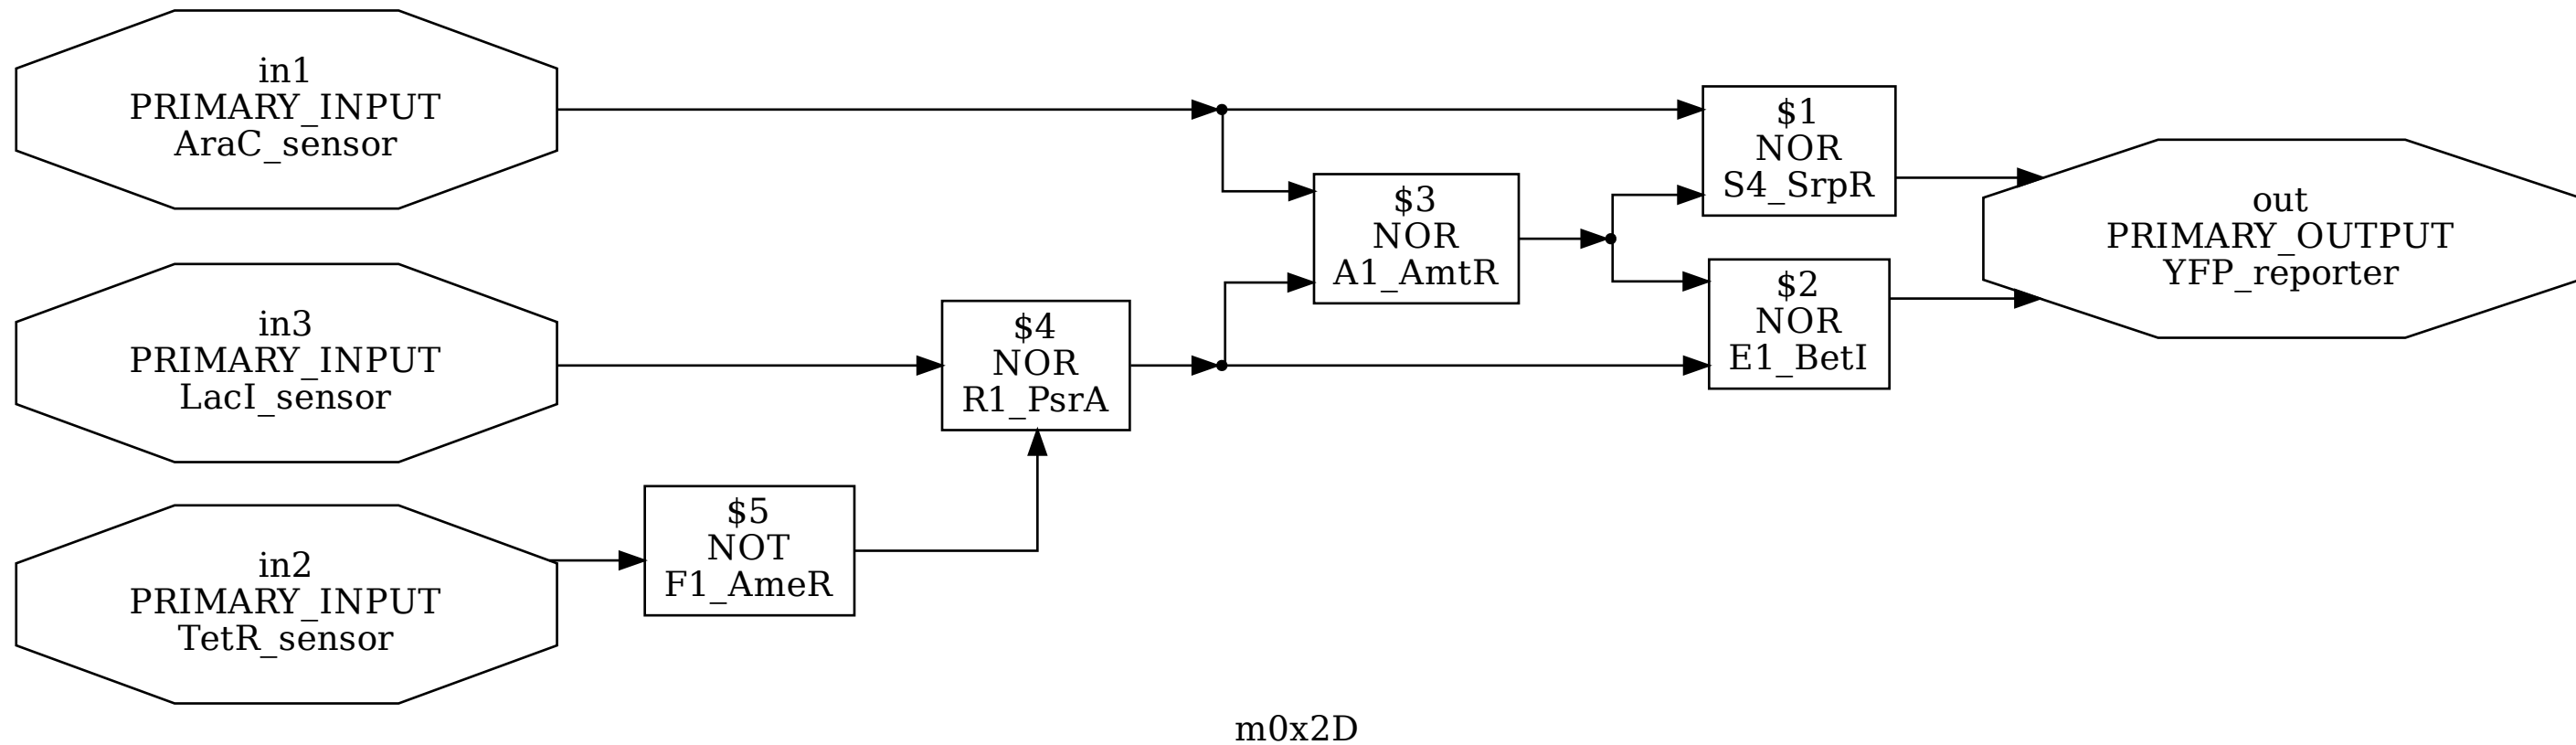 in1
PRIMARY_INPUT
AraC_sensor
in3
PRIMARY_INPUT
LacI_sensor
in2
PRIMARY_INPUT
TetR_sensor
$5
NOT
F1_AmeR
$4
NOR
R1_PsrA
$3
NOR
A1_AmtR
$1
NOR
S4_SrpR
$2
NOR
E1_BetI
out
PRIMARY_OUTPUT
YFP_reporter
m0x2D